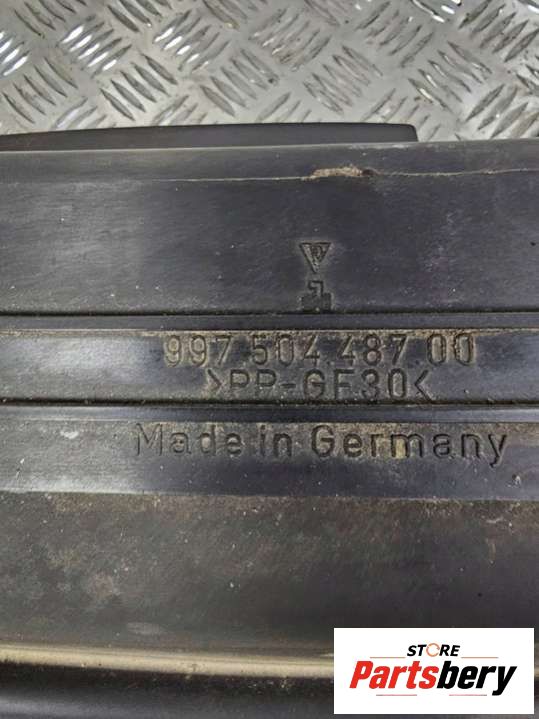 997.504.487.00
>PP-GF30<
Made in Germany
STORE
Partsbery